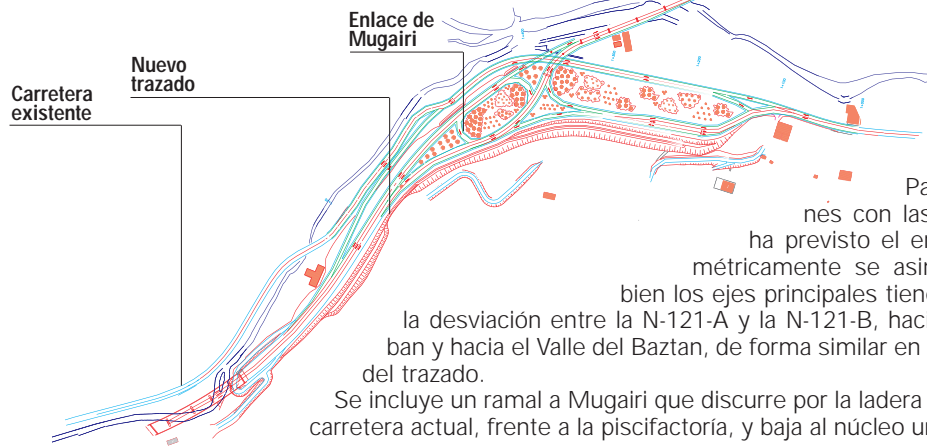 Enlace de
Mugairi
Nuevo
trazado
Carretera
existente
Pa
nes con las
ha previsto el en
métricamente se asin
bien los ejes principales tiene
la desviación entre la N-121-A y la N-121-B, haci
ban y hacia el Valle del Baztan, de forma similar en
del trazado.
Se incluye un ramal a Mugairi que discurre por la ladera
carretera actual, frente a la piscifactoría, y baja al núcleo ur